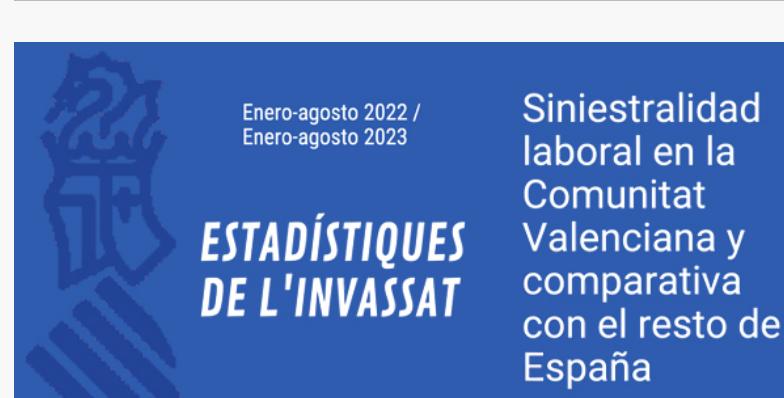 Enero-agosto 2022 /
Enero-agosto 2023
ESTADÍSTIQUES
DE L'INVASSAT
Siniestralidad
laboral en la
Comunitat
Valenciana y
comparativa
con el resto de
España